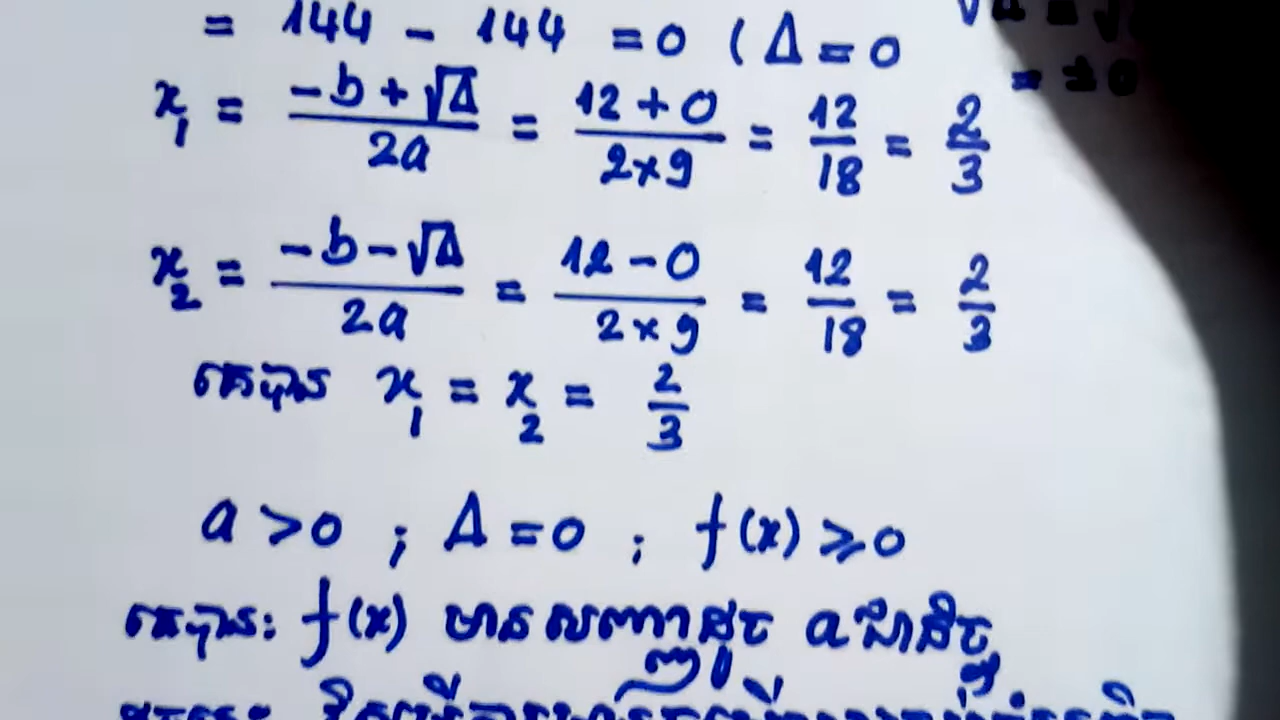 = 144 - 144 = 0 ( Δ = 0
= ± 0
x₁ = (-b + √Δ)/(2a) = (12 + 0)/(2×9) = 12/18 = 2/3
x₂ = (-b - √Δ)/(2a) = (12 - 0)/(2×9) = 12/18 = 2/3
គេបាន x₁ = x₂ = 2/3
a > 0 ; Δ = 0 ; f(x) ⩾ 0
គេបាន: f(x) មានសញ្ញាដូច a ជានិច្ច